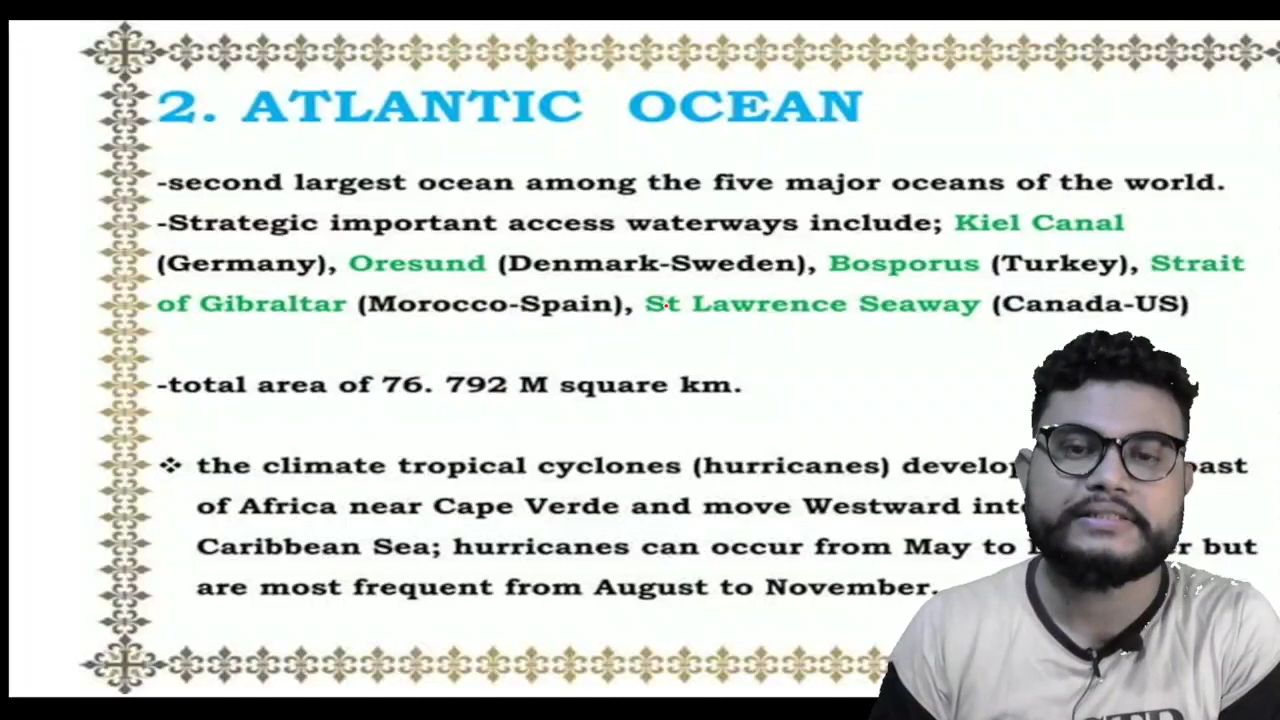 2. ATLANTIC OCEAN
-second largest ocean among the five major oceans of the world.
-Strategic important access waterways include; Kiel Canal
(Germany), Oresund (Denmark-Sweden), Bosporus (Turkey), Strait
of Gibraltar (Morocco-Spain), St Lawrence Seaway (Canada-US)
-total area of 76. 792 M square km.
❖ the climate tropical cyclones (hurricanes)
of Africa near Cape Verde and move Westward
Caribbean Sea; hurricanes can occur from May to but
are most frequent from August to November.